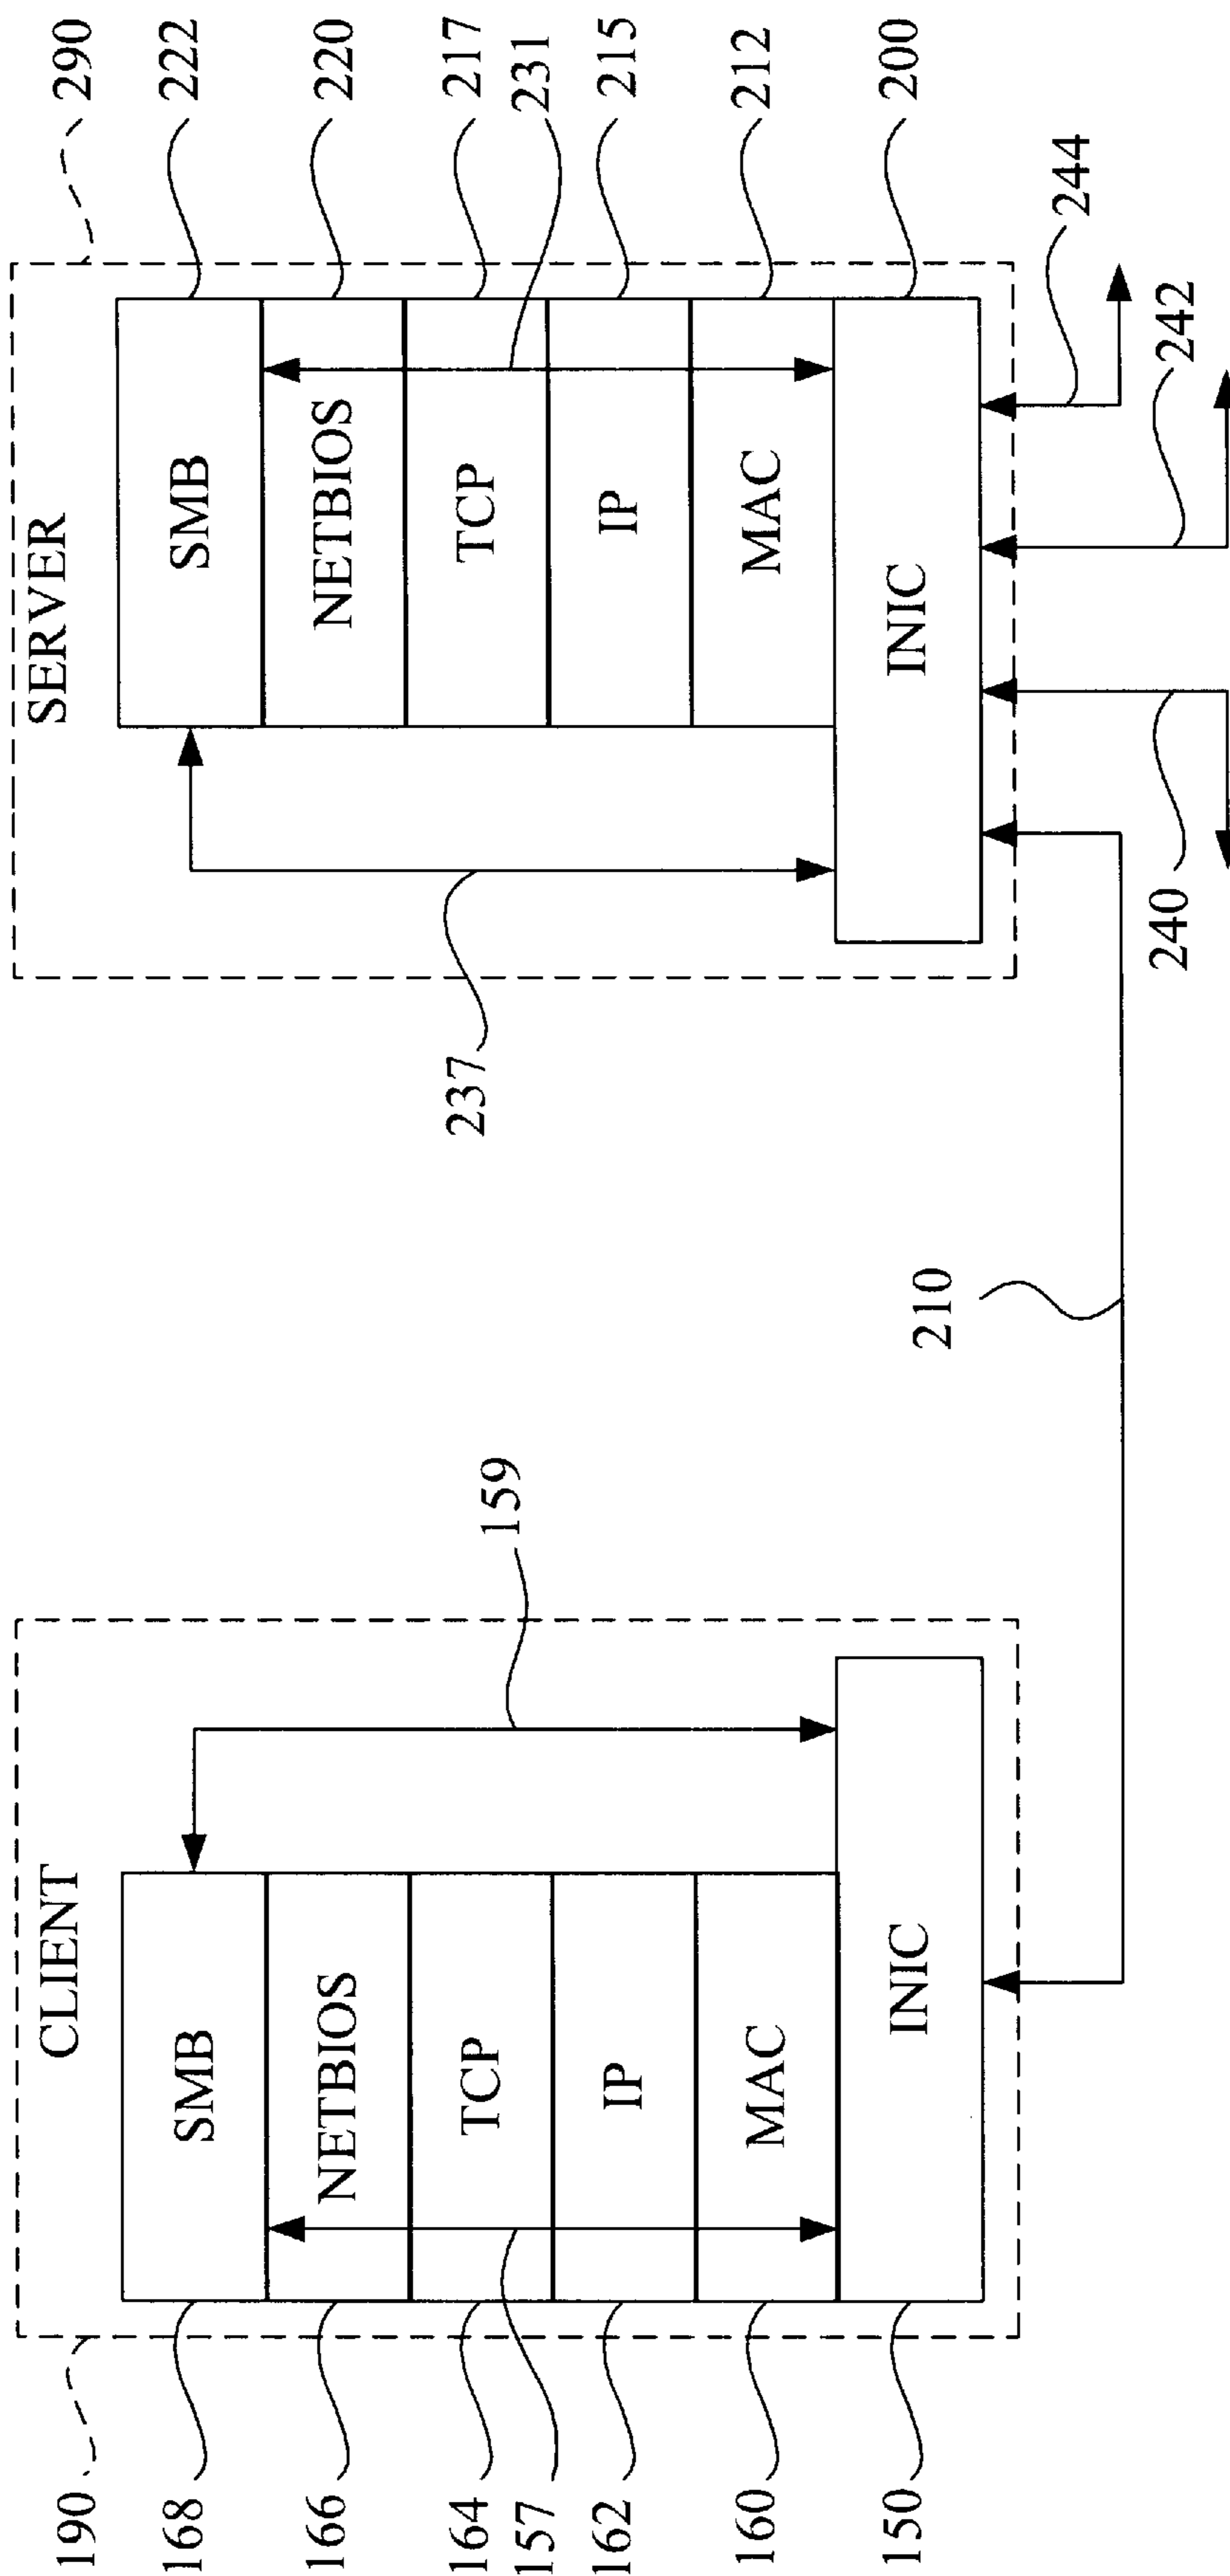 CLIENT
190
168
SMB
166
NETBIOS
164
TCP
157
162
IP
160
MAC
150
INIC
159
210
SERVER
290
SMB
222
NETBIOS
220
TCP
217
231
IP
215
MAC
212
INIC
200
237
240
242
244